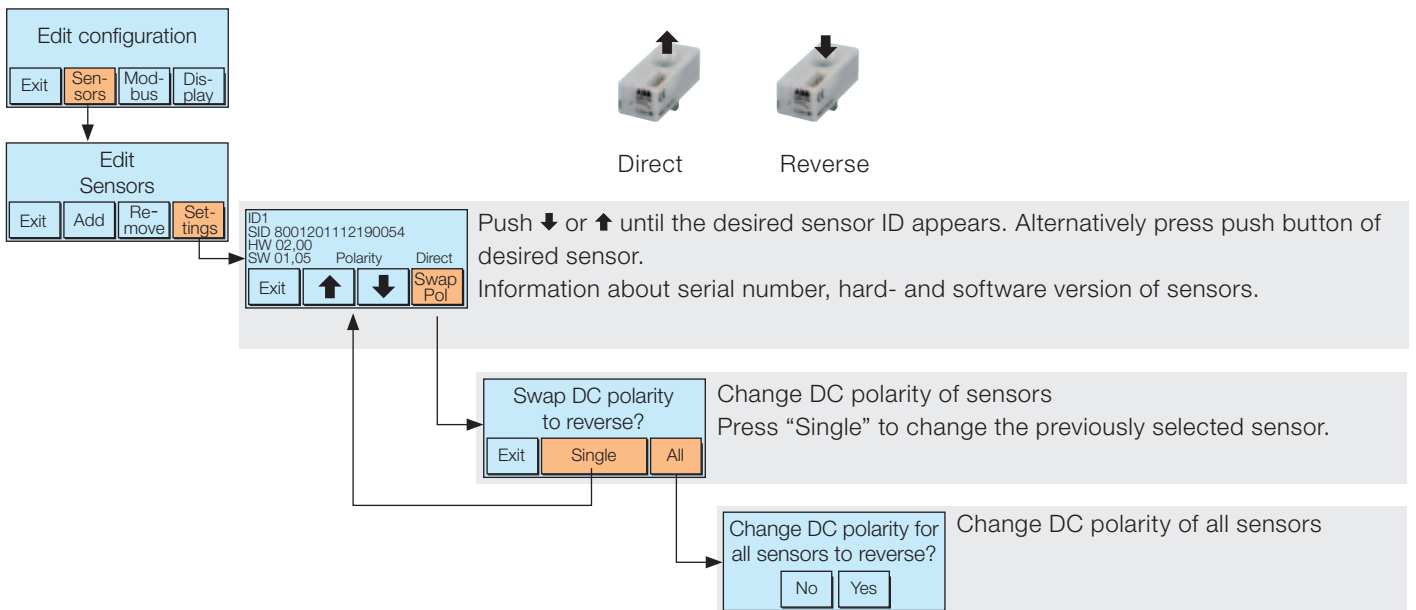 Edit configuration
Exit
Sen-
sors
Mod-
bus
Dis-
play
Direct
Reverse
Edit
Sensors
Exit
Add
Re-
move
Set-
tings
ID1
SID 8001201112190054
HW 02,00
SW 01,05 Polarity Direct
Exit
Swap
Pol
Push ⬇ or ⬆ until the desired sensor ID appears. Alternatively press push button of
desired sensor.
Information about serial number, hard- and software version of sensors.
Swap DC polarity
to reverse?
Exit
Single
All
Change DC polarity of sensors
Press “Single” to change the previously selected sensor.
Change DC polarity for
all sensors to reverse?
No
Yes
Change DC polarity of all sensors